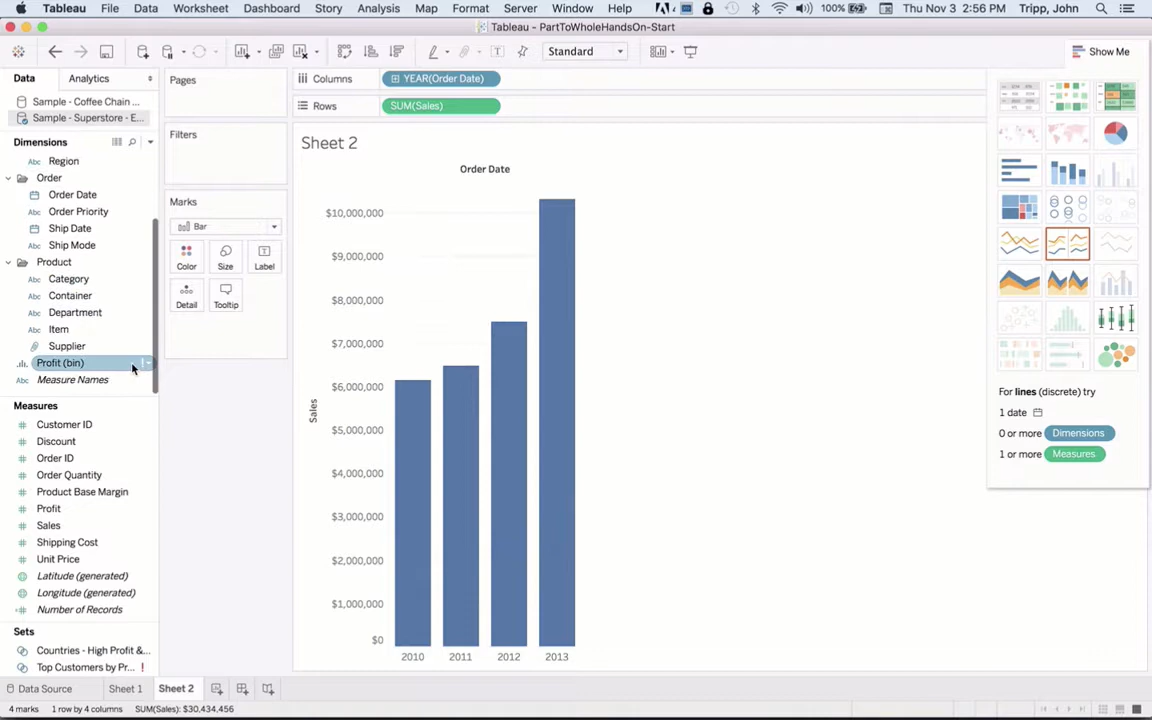 Tableau File Data Worksheet Dashboard Story Analysis Map Format Server Window Help 100% Thu Nov 3 2:56 PM Tripp, John
Tableau - PartToWholeHandsOn-Start
Standard
Show Me
Data Analytics
Sample - Coffee Chain ...
Sample - Superstore - E...
Dimensions
Abc Region
Order
Order Date
Abc Order Priority
Ship Date
Abc Ship Mode
Product
Abc Category
Abc Container
Abc Department
Abc Item
Supplier
Profit (bin)
Abc Measure Names
Measures
# Customer ID
# Discount
# Order ID
# Order Quantity
# Product Base Margin
# Profit
# Sales
# Shipping Cost
# Unit Price
Latitude (generated)
Longitude (generated)
=# Number of Records
Sets
Countries - High Profit &...
Top Customers by Pr... !
Pages
Filters
Marks
Bar
Color Size Label
Detail Tooltip
Columns YEAR(Order Date)
Rows SUM(Sales)
Sheet 2
Order Date
Sales
$10,000,000
$9,000,000
$8,000,000
$7,000,000
$6,000,000
$5,000,000
$4,000,000
$3,000,000
$2,000,000
$1,000,000
$0
2010 2011 2012 2013
For lines (discrete) try
1 date
0 or more Dimensions
1 or more Measures
Data Source Sheet 1 Sheet 2
4 marks 1 row by 4 columns SUM(Sales): $30,434,456